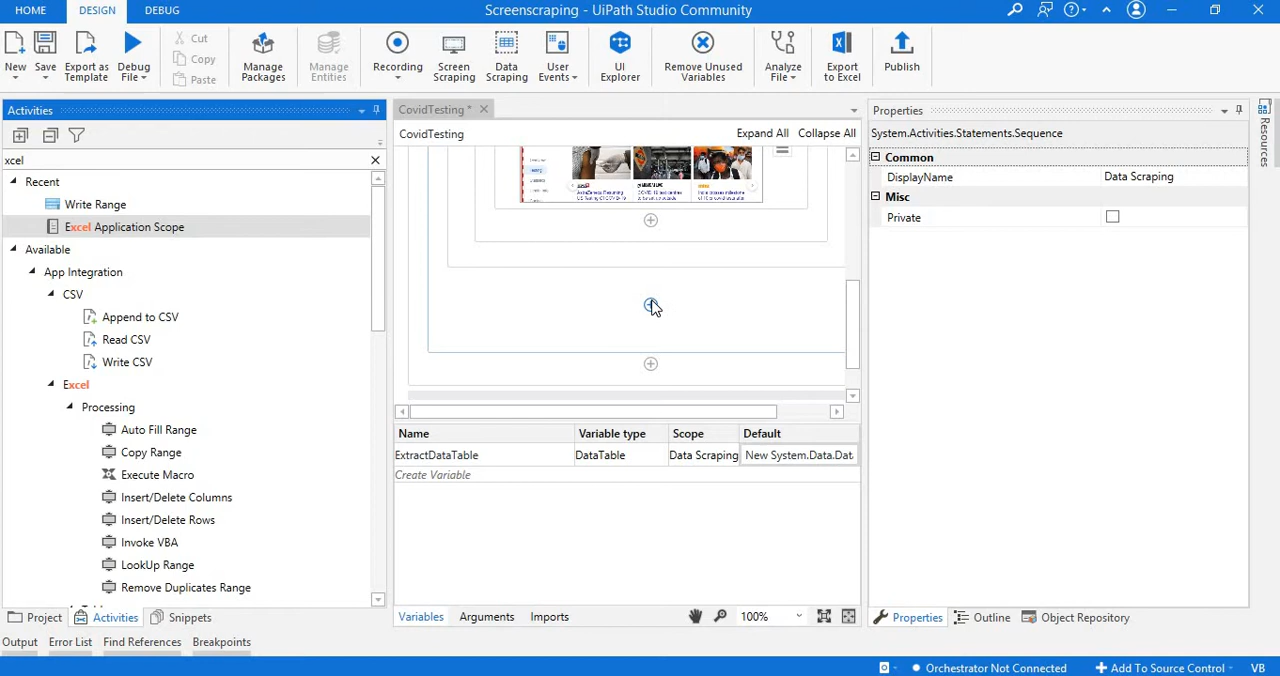 HOME DESIGN DEBUG Screenscraping - UiPath Studio Community
New Save Export as Template Debug File Cut Copy Paste Manage Packages Manage Entities Recording Screen Scraping Data Scraping User Events UI Explorer Remove Unused Variables Analyze File Export to Excel Publish
Activities
xcel
Recent
Write Range
Excel Application Scope
Available
App Integration
CSV
Append to CSV
Read CSV
Write CSV
Excel
Processing
Auto Fill Range
Copy Range
Execute Macro
Insert/Delete Columns
Insert/Delete Rows
Invoke VBA
LookUp Range
Remove Duplicates Range
Project Activities Snippets
CovidTesting *
CovidTesting Expand All Collapse All
Name Variable type Scope Default
ExtractDataTable DataTable Data Scraping New System.Data.Dat
Create Variable
Variables Arguments Imports 100%
Properties
System.Activities.Statements.Sequence
Common
DisplayName Data Scraping
Misc
Private
Properties Outline Object Repository
Resources
Output Error List Find References Breakpoints
Orchestrator Not Connected Add To Source Control VB